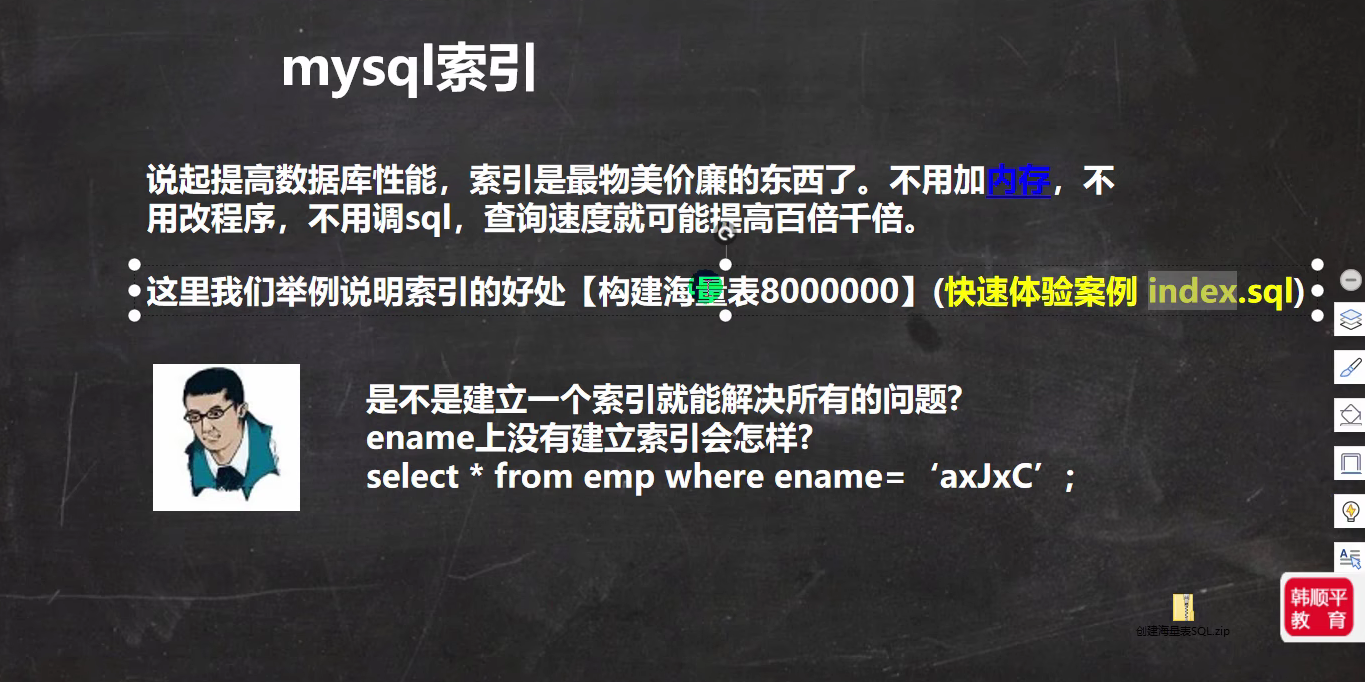 mysql索引
说起提高数据库性能，索引是最物美价廉的东西了。不用加内存，不
用改程序，不用调sql，查询速度就可能提高百倍千倍。
这里我们举例说明索引的好处【构建海量表8000000】(快速体验案例 index.sql)
是不是建立一个索引就能解决所有的问题?
ename上没有建立索引会怎样?
select * from emp where ename=‘axJxC’;
创建海量表SQL.zip
韩顺平
教 育